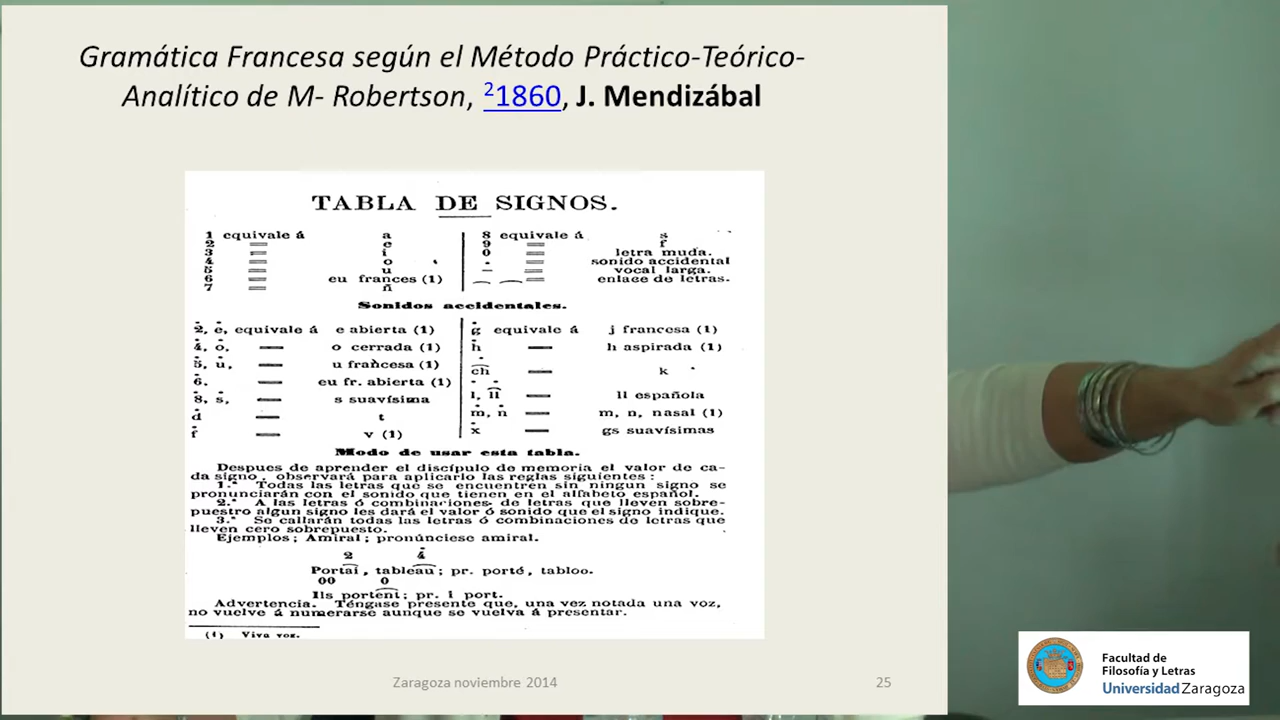 Gramática Francesa según el Método Práctico-Teórico-
Analítico de M- Robertson, ²1860, J. Mendizábal
TABLA DE SIGNOS.
1 equivale á a
2 = e
3 = i
4 = o
5 = u
6 = eu frances (1)
7 = ñ
8 equivale á s
9 = f
0 = letra muda.
· = sonido accidental
— = vocal larga.
⁀ ⁀ = enlace de letras.
Sonidos accidentales.
2̇, ė, equivale á e abierta (1)
4̇, ȯ, — o cerrada (1)
5̇, u̇, — u francesa (1)
6̇. — eu fr. abierta (1)
8̇, ṡ, — s suavísima
ḋ — t
ḟ — v (1)
ġ equivale á j francesa (1)
ḣ — h aspirada (1)
ch — k
l, ll — ll española
ṁ, ṅ — m, n, nasal (1)
ẋ — gs suavísimas
Modo de usar esta tabla.
Despues de aprender el discípulo de memoria el valor de ca-
da signo, observará para aplicarlo las reglas siguientes:
1.ª Todas las letras que se encuentren sin ningun signo se
pronunciarán con el sonido que tienen en el alfabeto español.
2.ª A las letras ó combinaciones de letras que lleven sobre-
puesto algun signo les dará el valor ó sonido que el signo indique.
3.ª Se callarán todas las letras ó combinaciones de letras que
lleven cero sobrepuesto.
Ejemplos; Amiral; pronúnciese amiral.
2 4̇
Portai, tableau; pr. porté, tabloo.
00 0
Ils portent; pr. i port.
Advertencia. Téngase presente que, una vez notada una voz,
no vuelve á numerarse aunque se vuelva á presentar.
(1) Viva voz.
Zaragoza noviembre 2014
25
Facultad de
Filosofía y Letras
Universidad Zaragoza